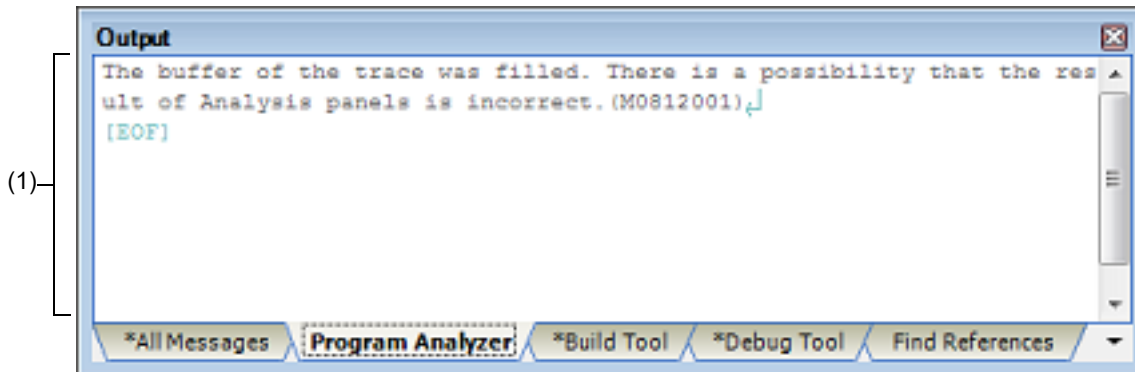 Output
The buffer of the trace was filled. There is a possibility that the res
ult of Analysis panels is incorrect.(M0812001)↲
[EOF]
(1)
*All Messages Program Analyzer *Build Tool *Debug Tool Find References